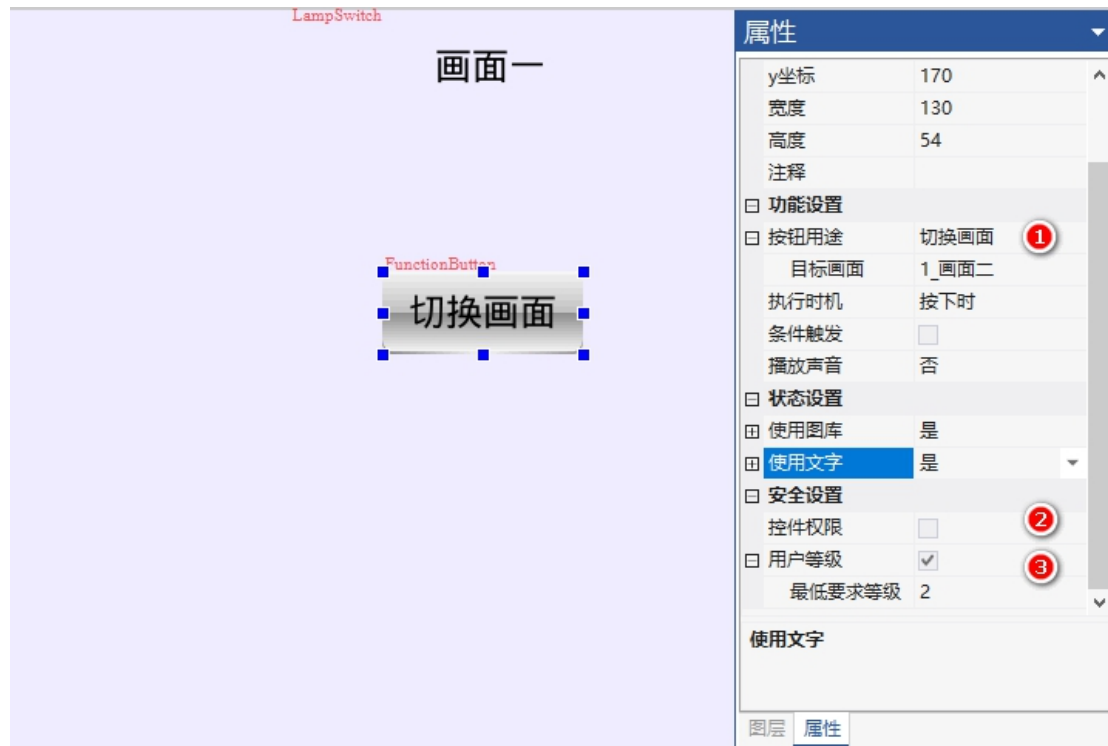 LampSwitch
画面一
FunctionButton
切换画面
属性
y坐标 170
宽度 130
高度 54
注释
功能设置
按钮用途 切换画面 1
目标画面 1_画面二
执行时机 按下时
条件触发
播放声音 否
状态设置
使用图库 是
使用文字 是
安全设置
控件权限 2
用户等级 3
最低要求等级 2
使用文字
图层 属性